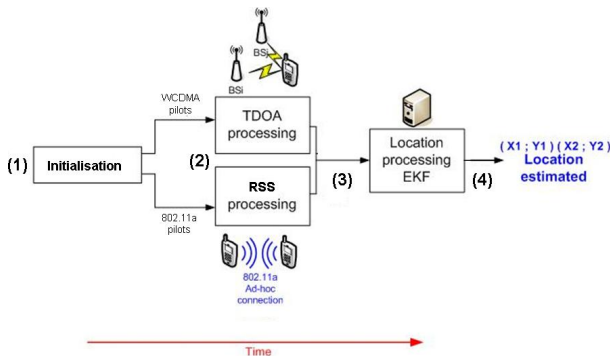 BSj
BSi
WCDMA
pilots
TDOA
processing
(1)
Initialisation
(2)
RSS
processing
802.11a
pilots
(3)
Location
processing
EKF
(4)
( X1 ; Y1 ) ( X2 ; Y2 )
Location
estimated
802.11a
Ad-hoc
connection
Time